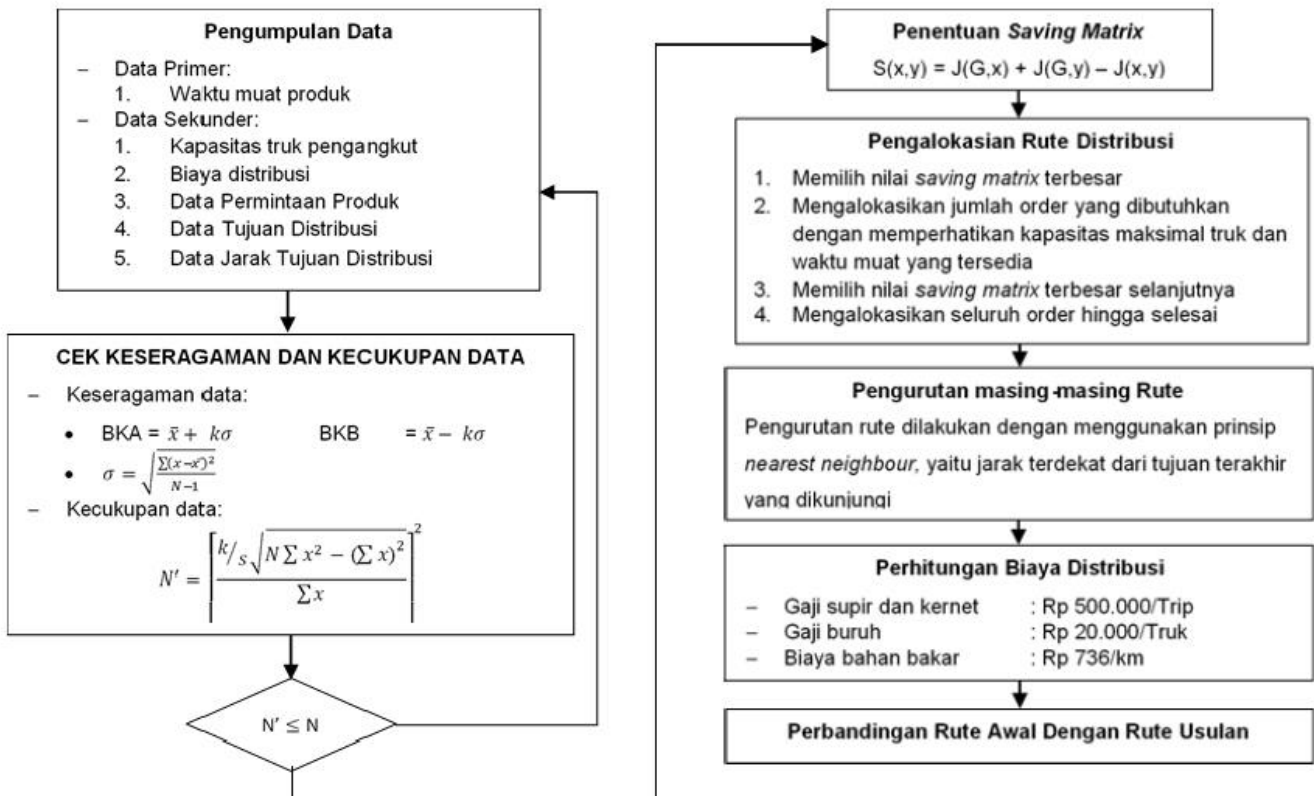 Pengumpulan Data
– Data Primer:
1. Waktu muat produk
– Data Sekunder:
1. Kapasitas truk pengangkut
2. Biaya distribusi
3. Data Permintaan Produk
4. Data Tujuan Distribusi
5. Data Jarak Tujuan Distribusi
CEK KESERAGAMAN DAN KECUKUPAN DATA
– Keseragaman data:
• BKA = x̄ + kσ BKB = x̄ − kσ
• σ = √(∑(x−x̄)²/N−1)
– Kecukupan data:
N′ = [k/s √(N ∑ x² − (∑ x)²) / ∑ x]²
N′ ≤ N
Penentuan Saving Matrix
S(x,y) = J(G,x) + J(G,y) – J(x,y)
Pengalokasian Rute Distribusi
1. Memilih nilai saving matrix terbesar
2. Mengalokasikan jumlah order yang dibutuhkan
dengan memperhatikan kapasitas maksimal truk dan
waktu muat yang tersedia
3. Memilih nilai saving matrix terbesar selanjutnya
4. Mengalokasikan seluruh order hingga selesai
Pengurutan masing-masing Rute
Pengurutan rute dilakukan dengan menggunakan prinsip
nearest neighbour, yaitu jarak terdekat dari tujuan terakhir
yang dikunjungi
Perhitungan Biaya Distribusi
– Gaji supir dan kernet : Rp 500.000/Trip
– Gaji buruh : Rp 20.000/Truk
– Biaya bahan bakar : Rp 736/km
Perbandingan Rute Awal Dengan Rute Usulan